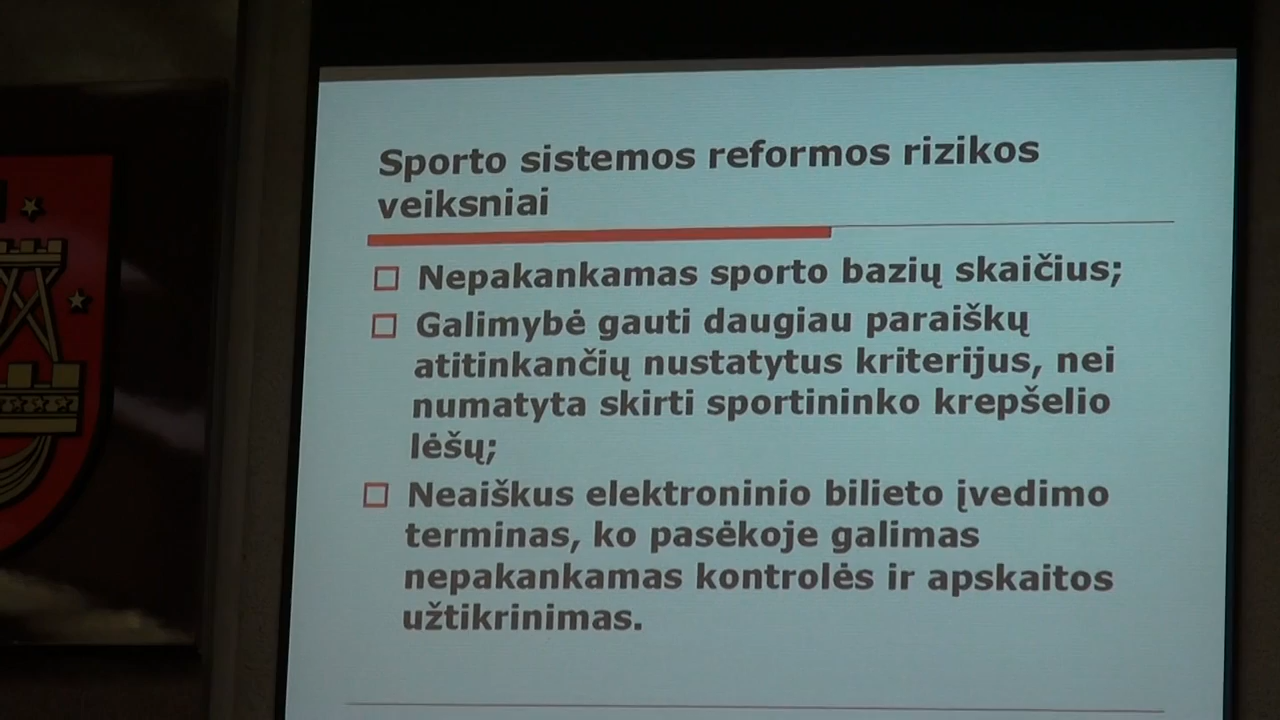 Sporto sistemos reformos rizikos
veiksniai
Nepakankamas sporto bazių skaičius;
Galimybė gauti daugiau paraiškų
atitinkančių nustatytus kriterijus, nei
numatyta skirti sportininko krepšelio
lėšų;
Neaiškus elektroninio bilieto įvedimo
terminas, ko pasėkoje galimas
nepakankamas kontrolės ir apskaitos
užtikrinimas.